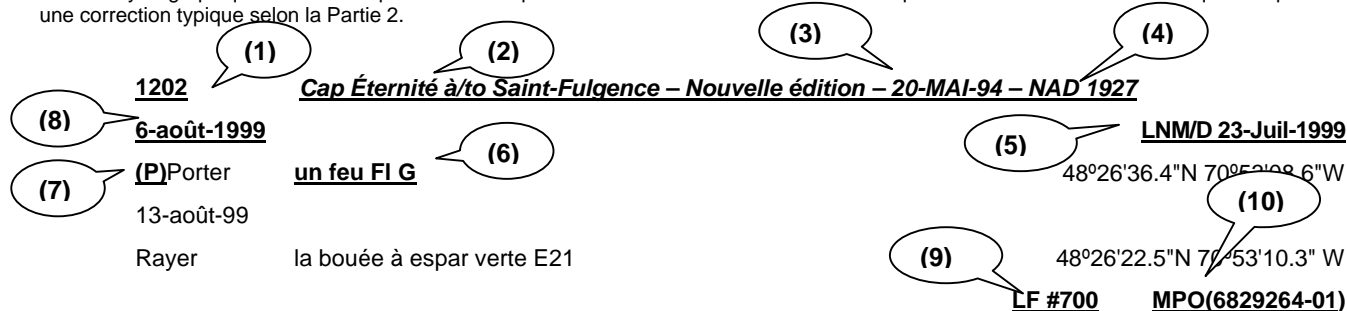 une correction typique selon la Partie 2.
(1) (2) (3) (4)
1202 Cap Éternité à/to Saint-Fulgence – Nouvelle édition – 20-MAI-94 – NAD 1927
(8) 6-août-1999 (5) LNM/D 23-Juil-1999
(7) (P)Porter un feu Fl G (6) 48º26'36.4"N
13-août-99 (10)
Rayer la bouée à espar verte E21 (9) 48º26'22.5"N 70º53'10.3" W
LF #700 MPO(6829264-01)